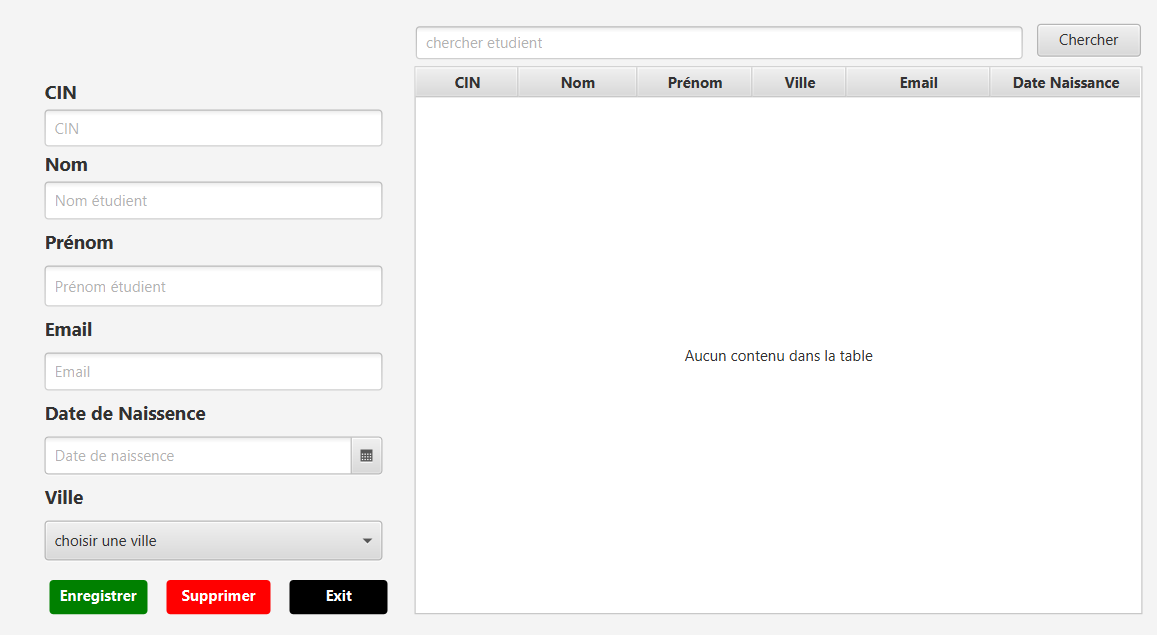 chercher etudient
Chercher
CIN
CIN
Nom
Nom étudient
Prénom
Prénom étudient
Email
Email
Date de Naissence
Date de naissence
Ville
choisir une ville
Enregistrer Supprimer Exit
CIN Nom Prénom Ville Email Date Naissance
Aucun contenu dans la table